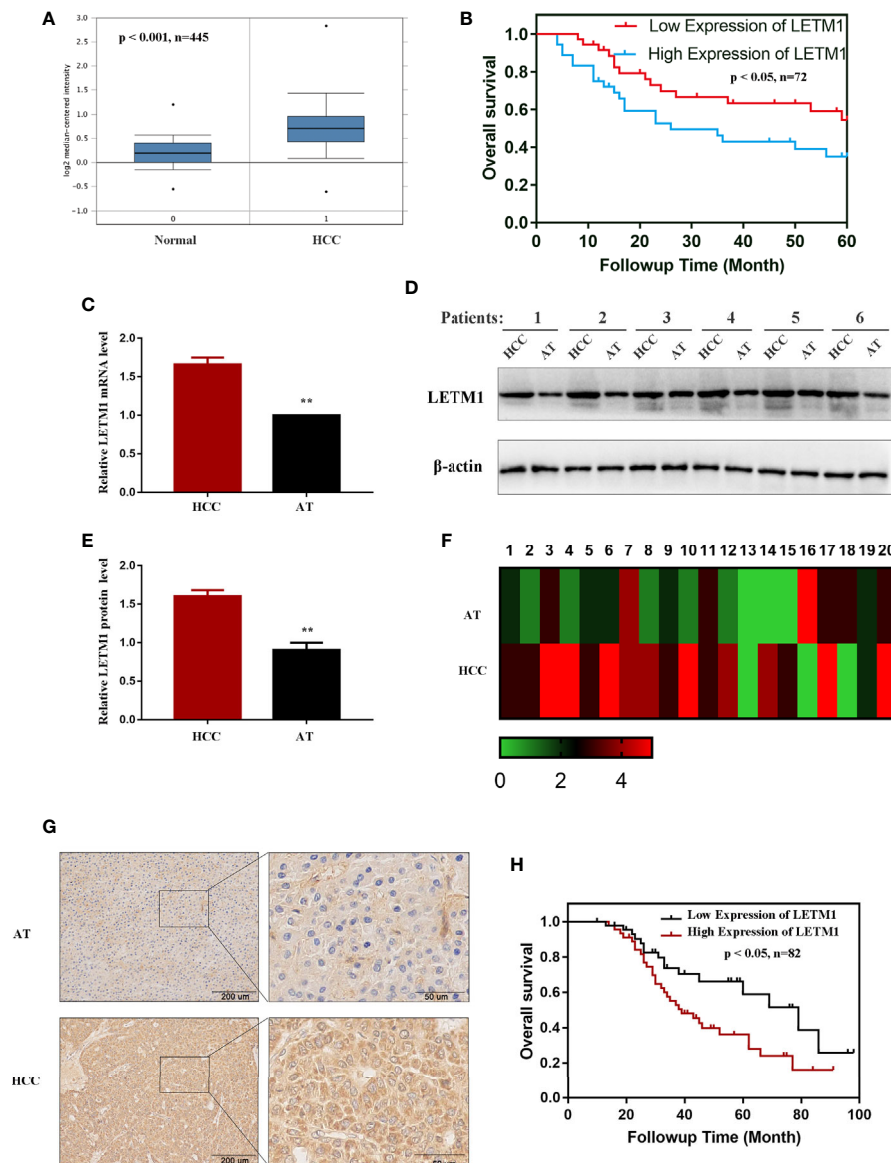 A
p < 0.001, n=445
log2 median-centered intensity
3.0
2.5
2.0
1.5
1.0
0.5
0.0
-0.5
-1.0
0
1
Normal
HCC
B
Low Expression of LETM1
High Expression of LETM1
p < 0.05, n=72
Overall survival
1.0
0.8
0.6
0.4
0.2
0.0
0 10 20 30 40 50 60
Followup Time (Month)
C
Relative LETM1 mRNA level
2.0
1.5
1.0
0.5
0.0
**
HCC
AT
D
Patients: 1 2 3 4 5 6
HCC AT HCC AT HCC AT HCC AT HCC AT HCC AT
LETM1
β-actin
E
Relative LETM1 protein level
2.0
1.5
1.0
0.5
0.0
**
HCC
AT
F
1 2 3 4 5 6 7 8 9 10 11 12 13 14 15 16 17 18 19 20
AT
HCC
0 2 4
G
AT
200 um
50 um
HCC
200 um
50 um
H
Low Expression of LETM1
High Expression of LETM1
p < 0.05, n=82
Overall survival
1.0
0.8
0.6
0.4
0.2
0.0
0 20 40 60 80 100
Followup Time (Month)